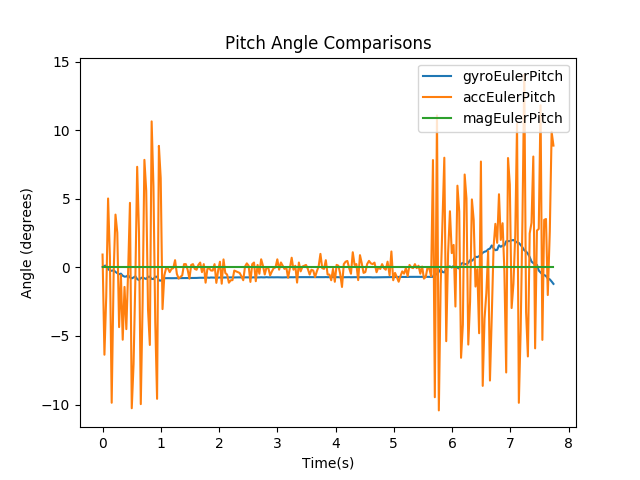 Pitch Angle Comparisons
gyroEulerPitch
accEulerPitch
magEulerPitch
Angle (degrees)
15
10
5
0
−5
−10
0 1 2 3 4 5 6 7 8
Time(s)